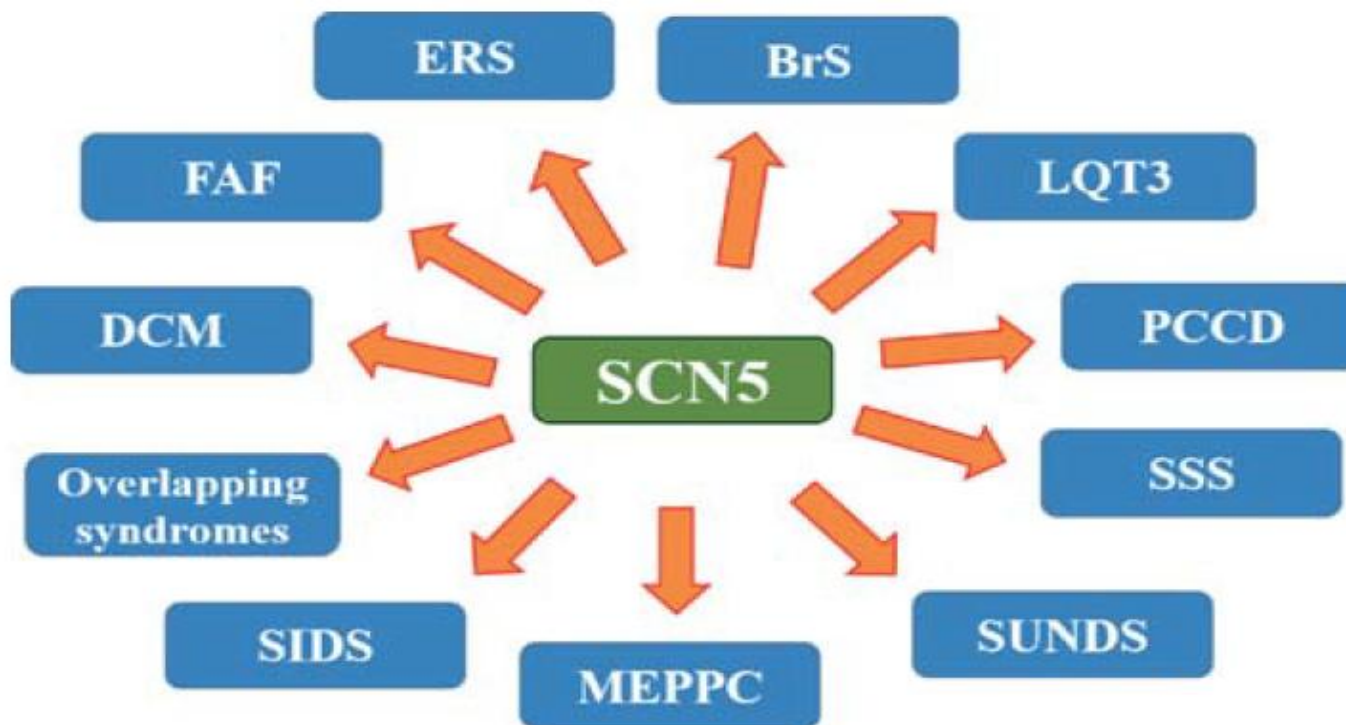 ERS
BrS
FAF
LQT3
DCM
PCCD
SCN5
Overlapping
syndromes
SSS
SIDS
MEPPC
SUNDS